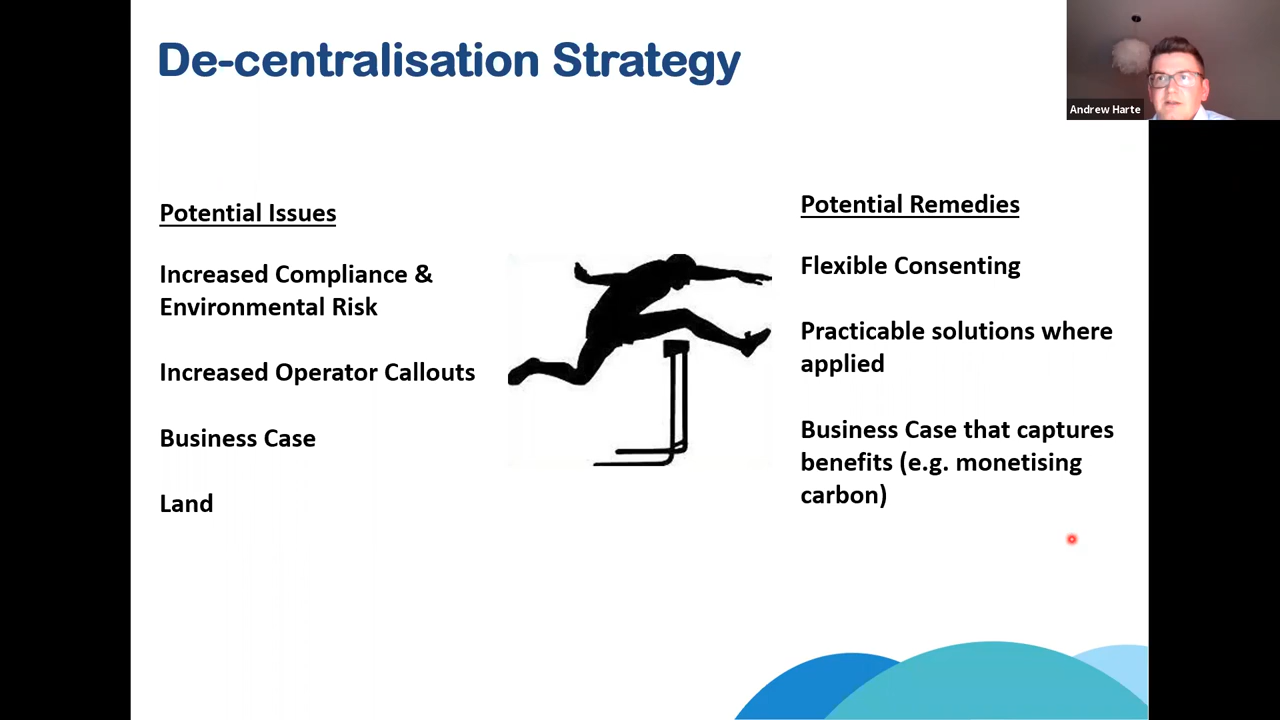 De-centralisation Strategy
Andrew Harte
Potential Issues
Increased Compliance &
Environmental Risk
Increased Operator Callouts
Business Case
Land
Potential Remedies
Flexible Consenting
Practicable solutions where
applied
Business Case that captures
benefits (e.g. monetising
carbon)